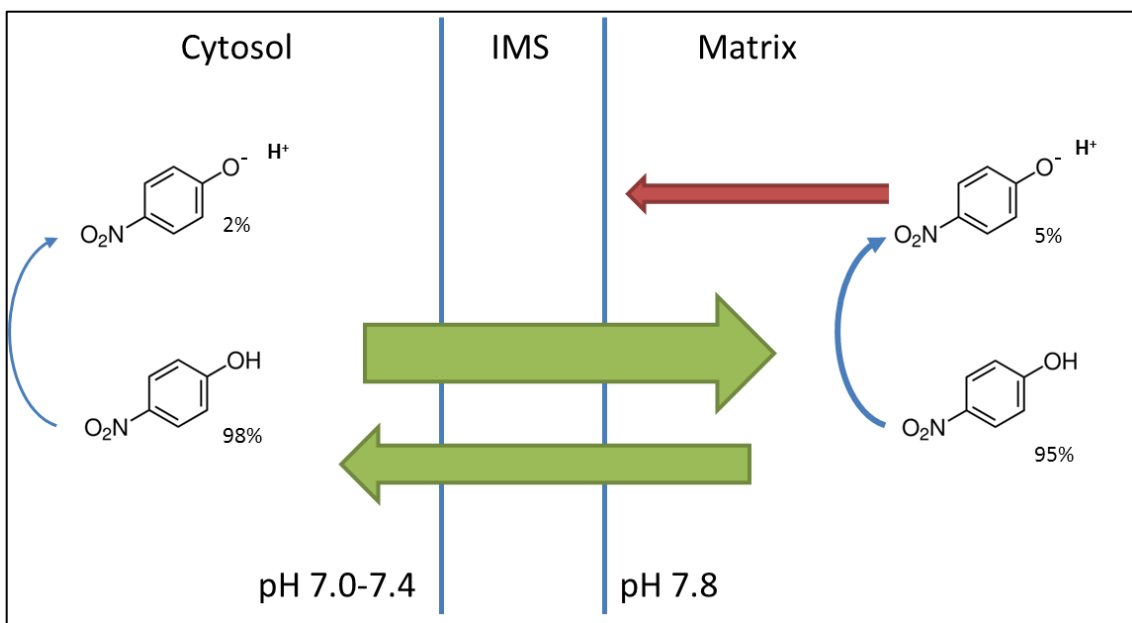 Cytosol
IMS
Matrix
O⁻ H⁺
O₂N
2%
O⁻ H⁺
O₂N
5%
OH
O₂N
98%
OH
O₂N
95%
pH 7.0-7.4
pH 7.8